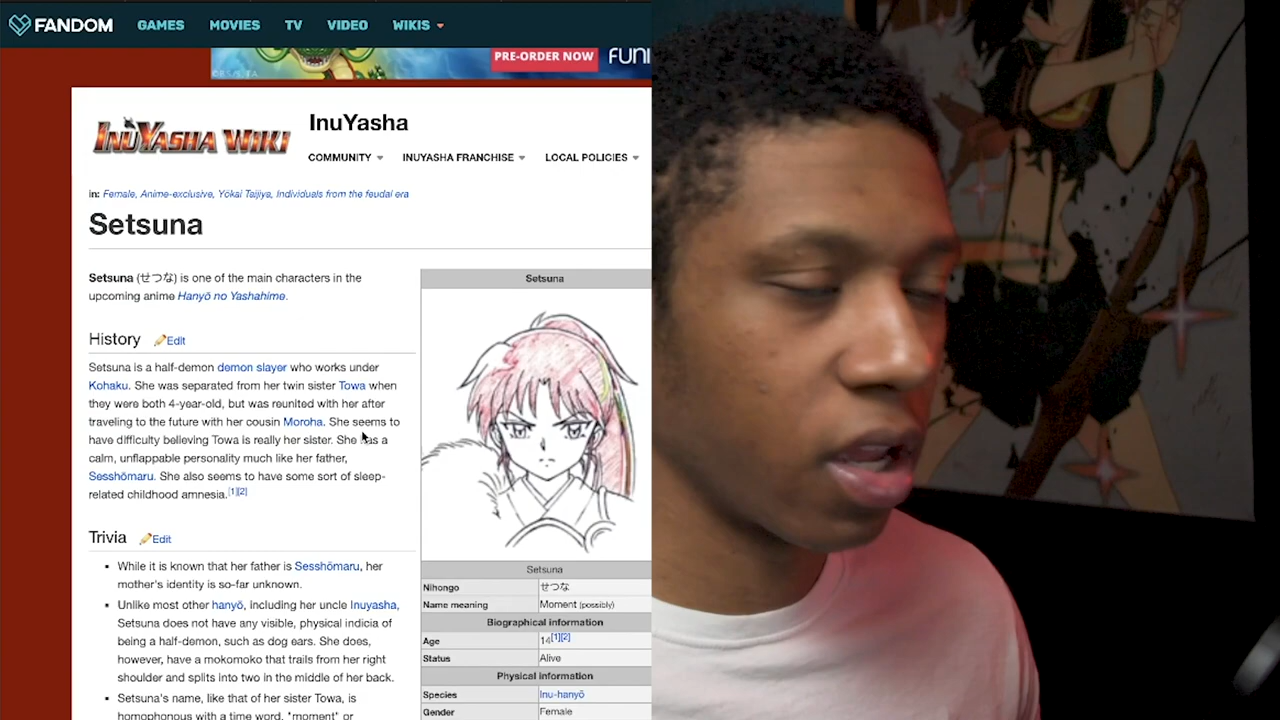 FANDOM GAMES MOVIES TV VIDEO WIKIS
PRE-ORDER NOW FUNI
INUYASHA WIKI
InuYasha
COMMUNITY INUYASHA FRANCHISE LOCAL POLICIES
in: Female, Anime-exclusive, Yōkai Taijiya, Individuals from the feudal era
Setsuna
Setsuna (せつな) is one of the main characters in the
upcoming anime Hanyō no Yashahime.
History Edit
Setsuna is a half-demon demon slayer who works under
Kohaku. She was separated from her twin sister Towa when
they were both 4-year-old, but was reunited with her after
traveling to the future with her cousin Moroha. She seems to
have difficulty believing Towa is really her sister. She has a
calm, unflappable personality much like her father,
Sesshōmaru. She also seems to have some sort of sleep-
related childhood amnesia.[1][2]
Trivia Edit
While it is known that her father is Sesshōmaru, her
mother's identity is so-far unknown.
Unlike most other hanyō, including her uncle Inuyasha,
Setsuna does not have any visible, physical indicia of
being a half-demon, such as dog ears. She does,
however, have a mokomoko that trails from her right
shoulder and splits into two in the middle of her back.
Setsuna's name, like that of her sister Towa, is
homophonous with a time word, "moment" or
Setsuna
Setsuna
Nihongo せつな
Name meaning Moment (possibly)
Biographical information
Age 14[1][2]
Status Alive
Physical information
Species Inu-hanyō
Gender Female